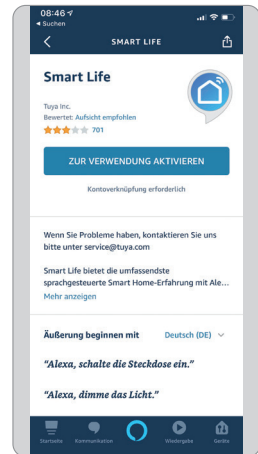 08:46
Suchen
SMART LIFE
Smart Life
Tuya Inc.
Bewertet: Aufsicht empfohlen
701
ZUR VERWENDUNG AKTIVIEREN
Kontoverknüpfung erforderlich
Wenn Sie Probleme haben, kontaktieren Sie uns
bitte unter service@tuya.com
Smart Life bietet die umfassendste
sprachgesteuerte Smart Home-Erfahrung mit Ale...
Mehr anzeigen
Äußerung beginnen mit Deutsch (DE)
“Alexa, schalte die Steckdose ein.”
“Alexa, dimme das Licht.”
Startseite Kommunikation Wiedergabe Geräte